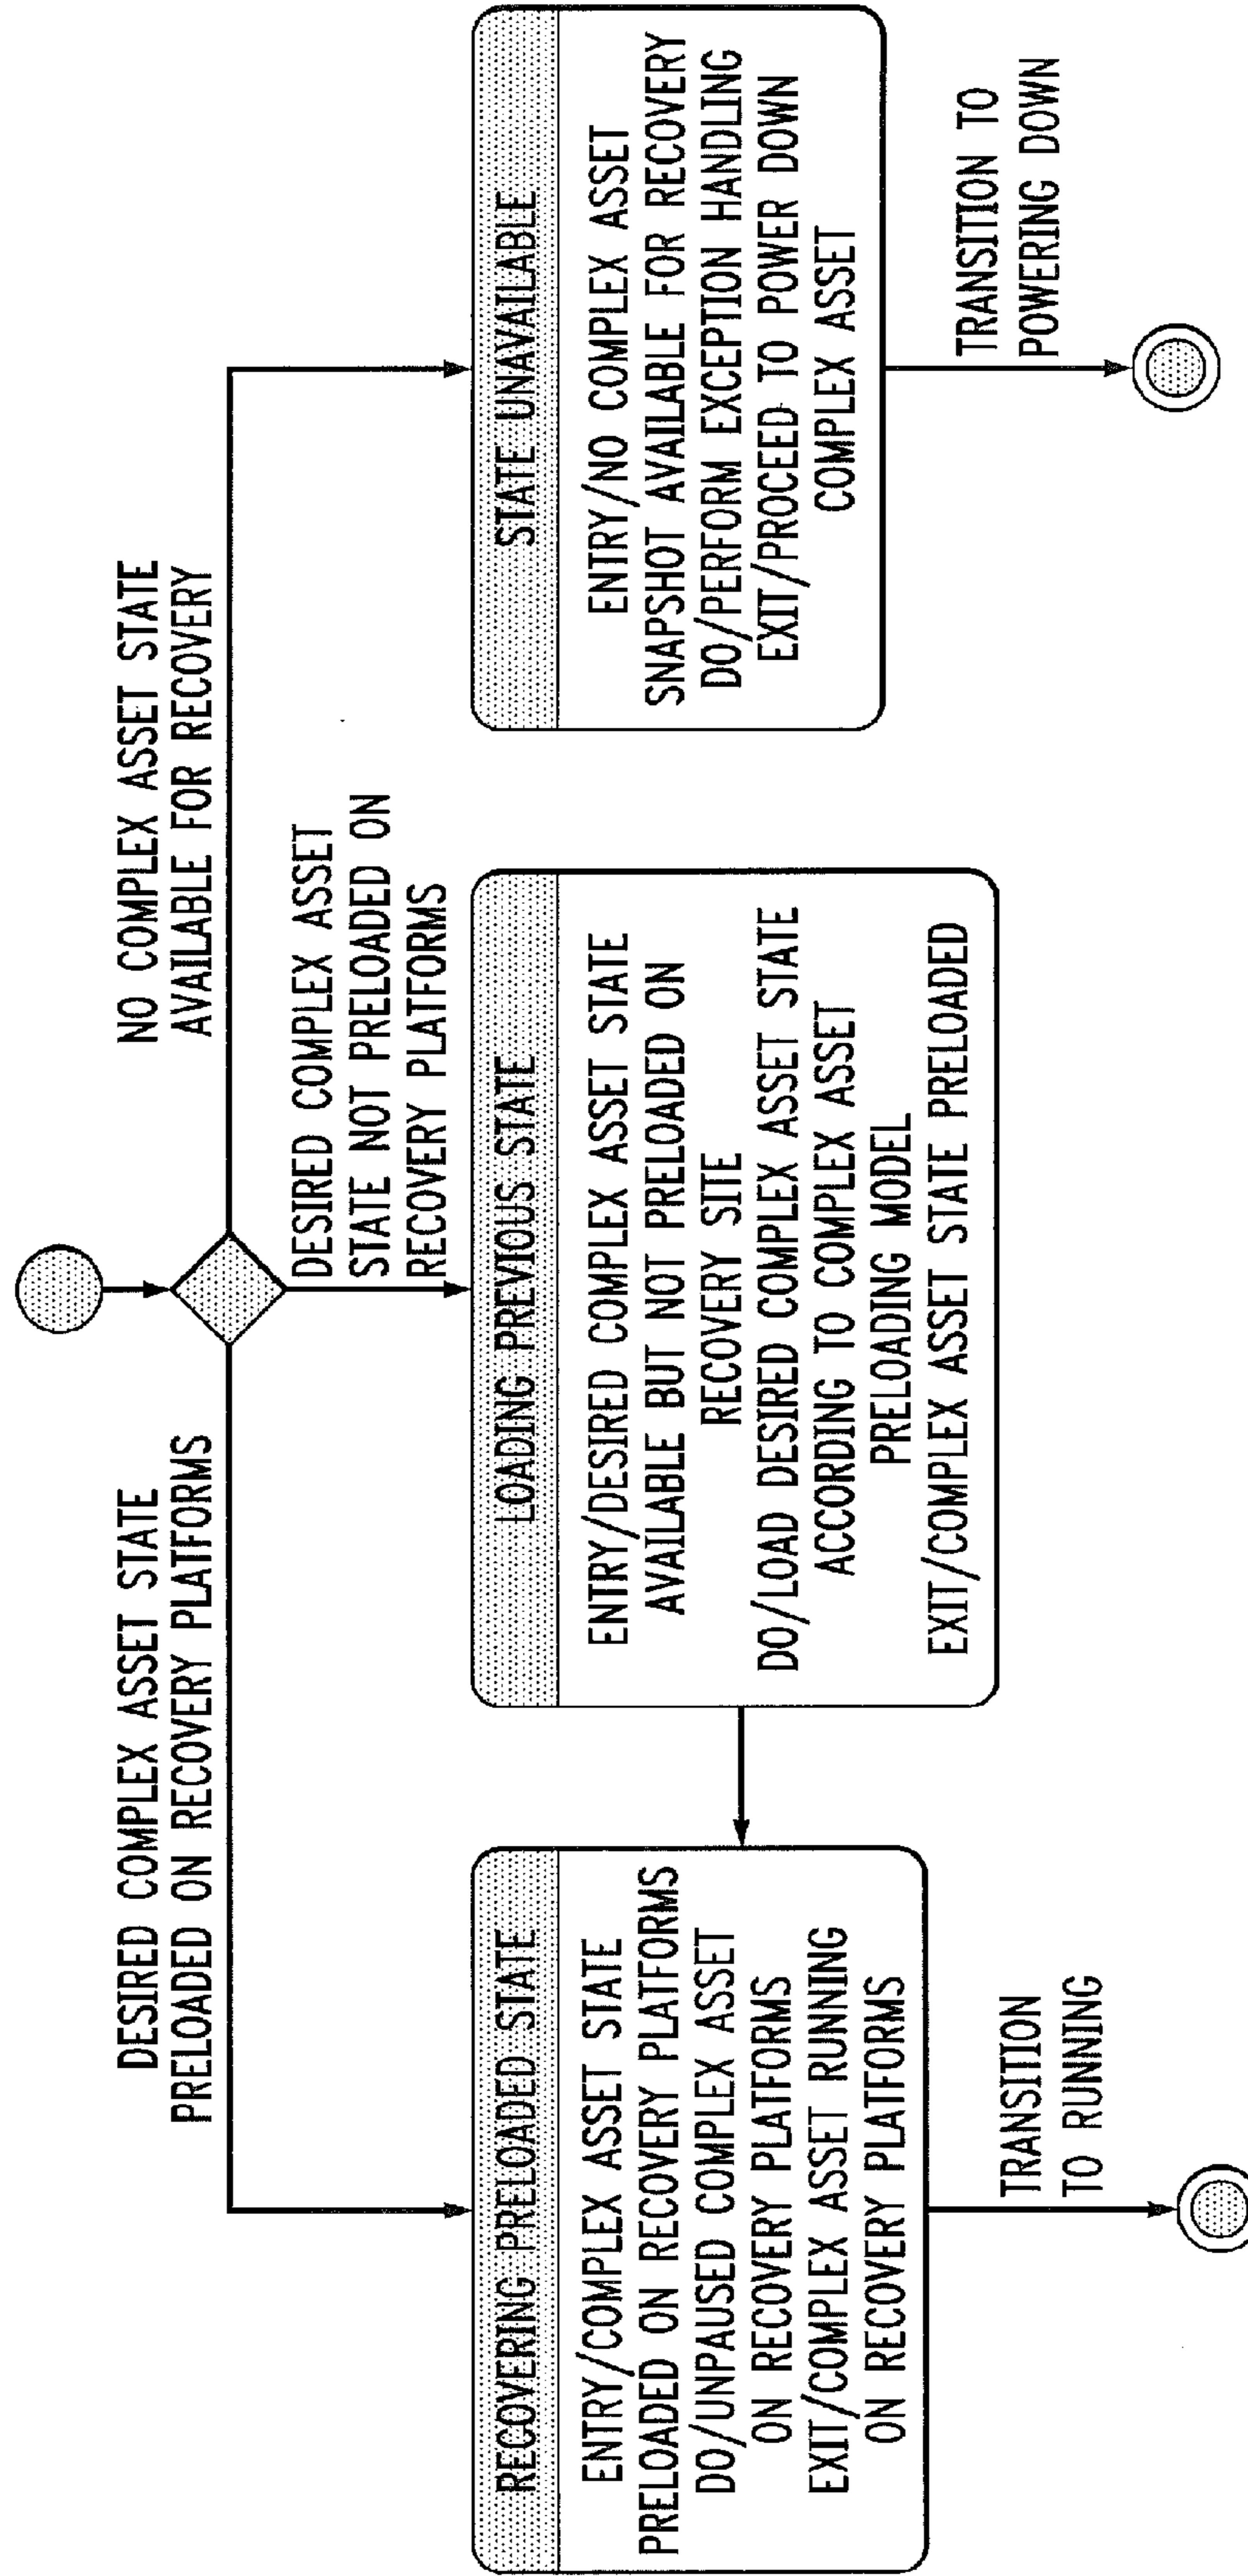 DESIRED COMPLEX ASSET STATE
PRELOADED ON RECOVERY PLATFORMS
NO COMPLEX ASSET STATE
AVAILABLE FOR RECOVERY
DESIRED COMPLEX ASSET
STATE NOT PRELOADED ON
RECOVERY PLATFORMS
RECOVERING PRELOADED STATE
ENTRY/COMPLEX ASSET STATE
PRELOADED ON RECOVERY PLATFORMS
DO/UNPAUSED COMPLEX ASSET
ON RECOVERY PLATFORMS
EXIT/COMPLEX ASSET RUNNING
ON RECOVERY PLATFORMS
LOADING PREVIOUS STATE
ENTRY/DESIRED COMPLEX ASSET STATE
AVAILABLE BUT NOT PRELOADED ON
RECOVERY SITE
DO/LOAD DESIRED COMPLEX ASSET STATE
ACCORDING TO COMPLEX ASSET
PRELOADING MODEL
EXIT/COMPLEX ASSET STATE PRELOADED
STATE UNAVAILABLE
ENTRY/NO COMPLEX ASSET
SNAPSHOT AVAILABLE FOR RECOVERY
DO/PERFORM EXCEPTION HANDLING
EXIT/PROCEED TO POWER DOWN
COMPLEX ASSET
TRANSITION
TO RUNNING
TRANSITION TO
POWERING DOWN